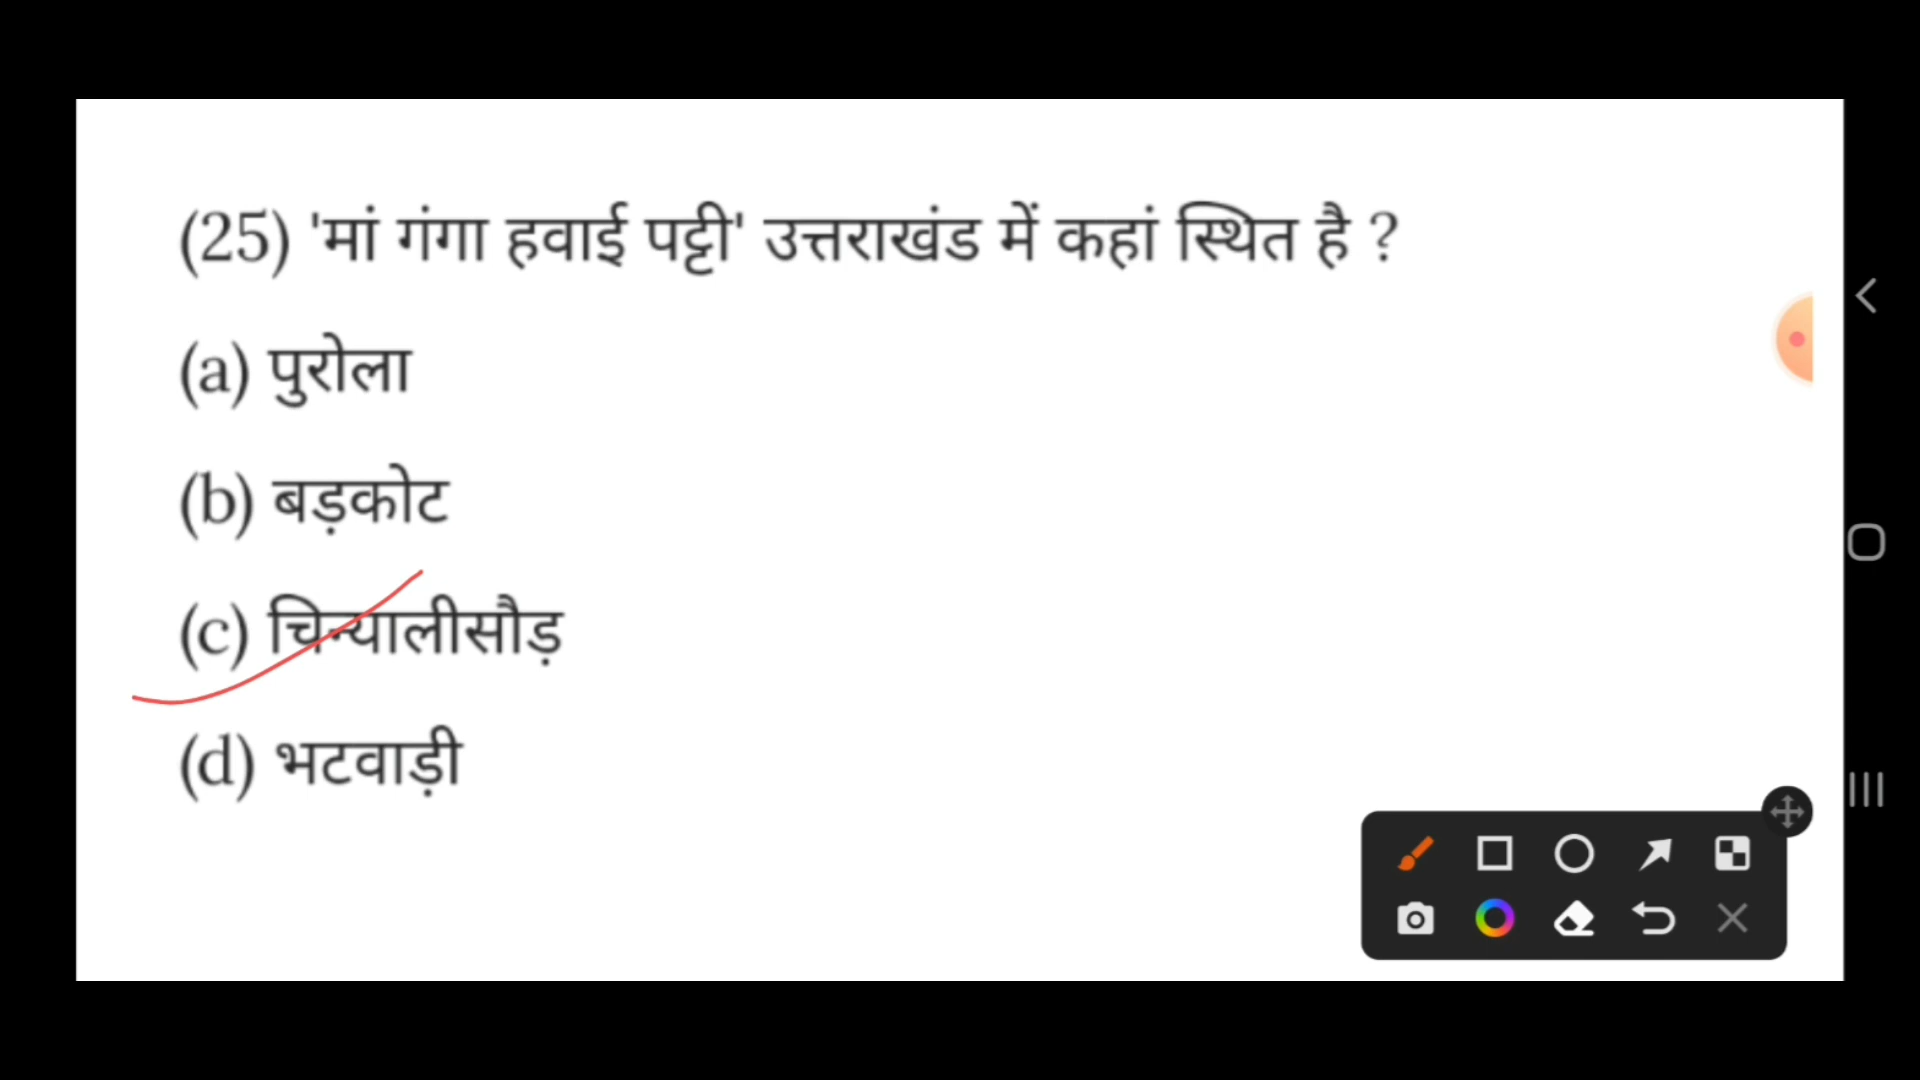 (25) 'मां गंगा हवाई पट्टी' उत्तराखंड में कहां स्थित है ?
(a) पुरोला
(b) बड़कोट
(c) चिन्यालीसौड़
(d) भटवाड़ी